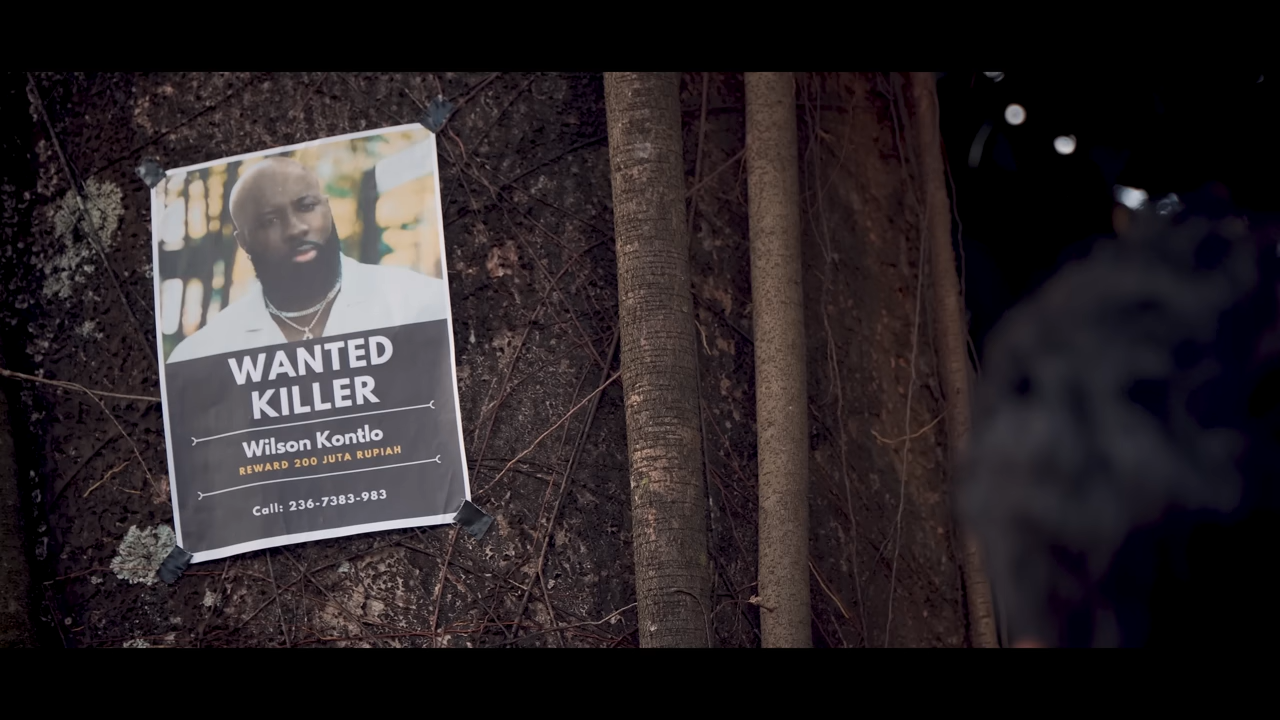 WANTED
KILLER
Wilson Kontlo
REWARD 200 JUTA RUPIAH
Call: 236-7383-983